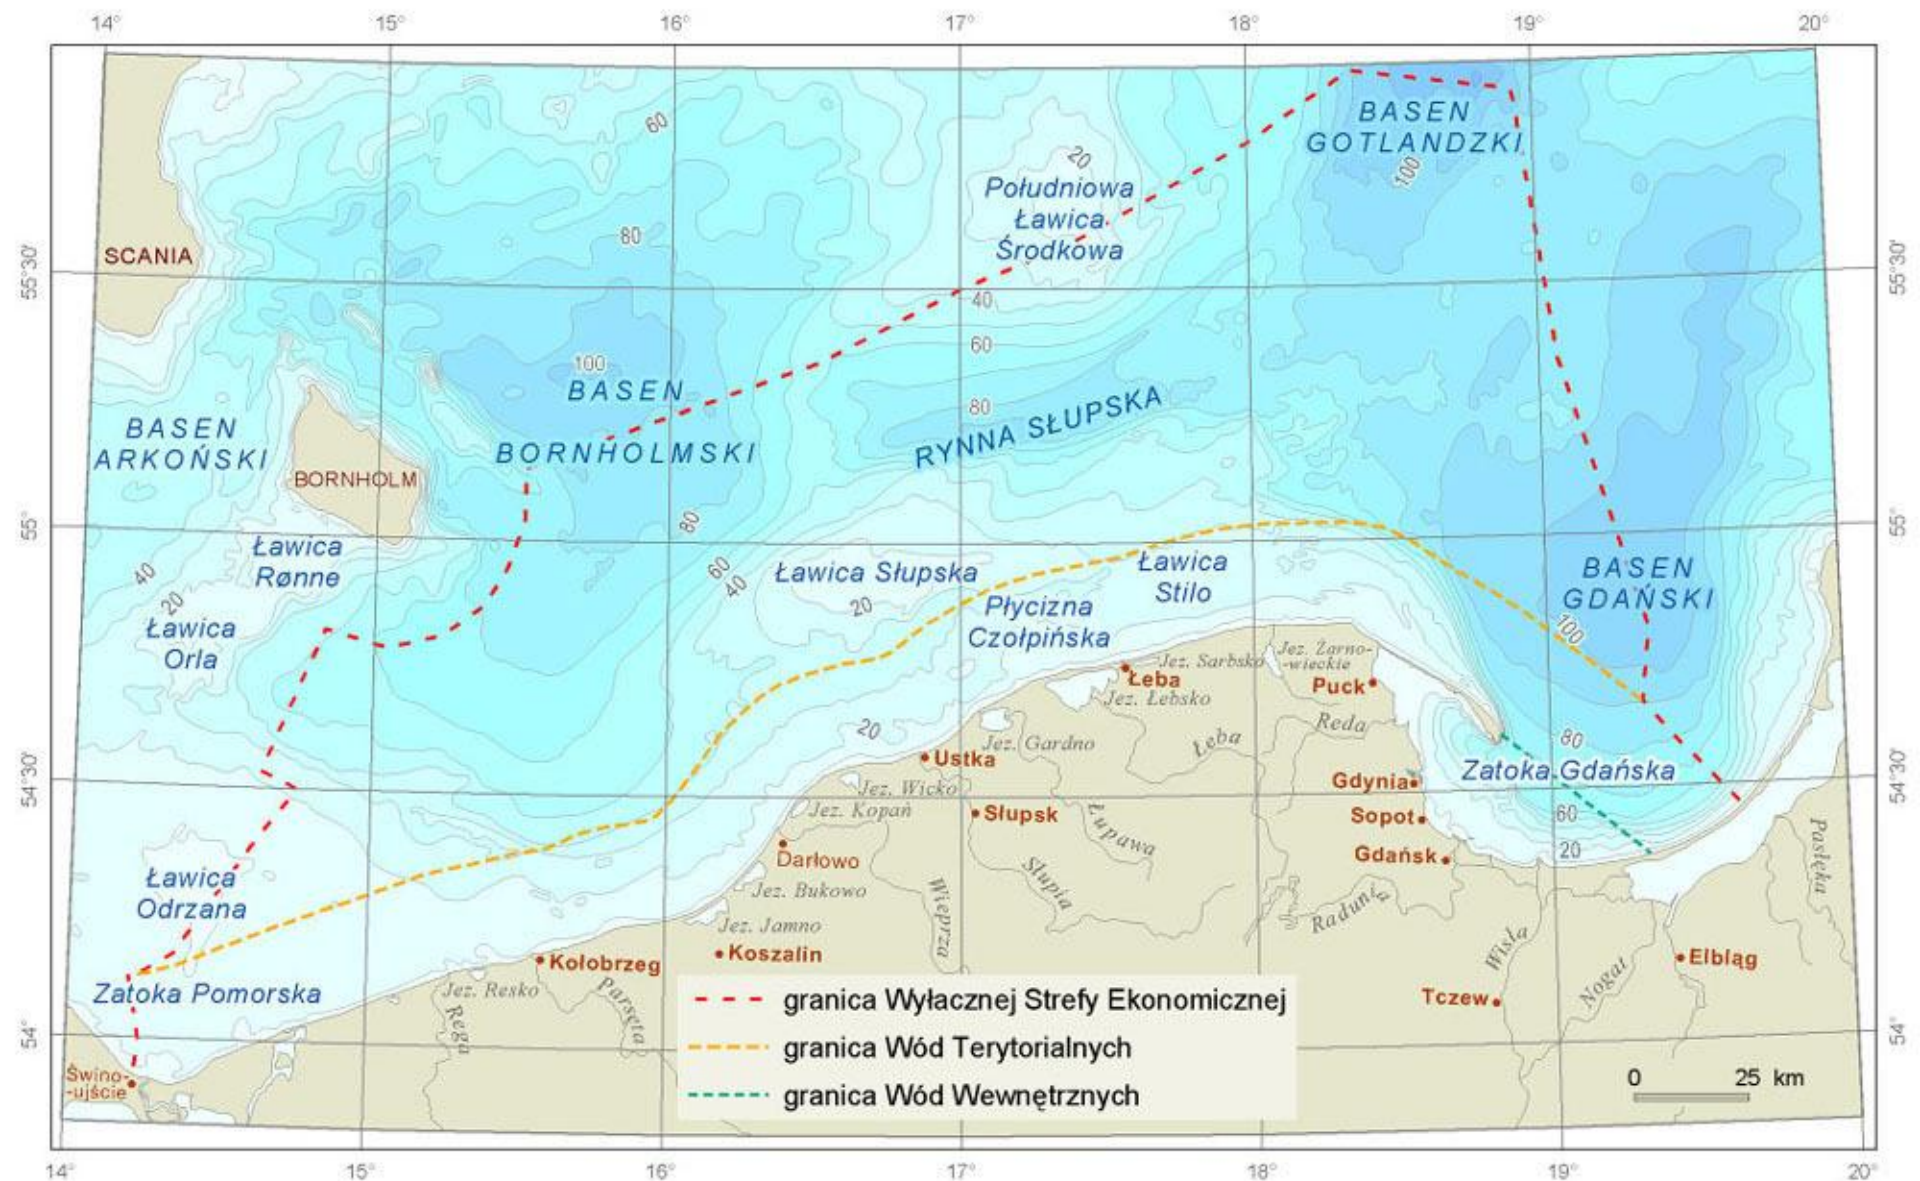 14°
15°
16°
17°
18°
19°
20°
60
20
BASEN
GOTLANDZKI
100
Południowa
Ławica
Środkowa
80
SCANIA
55°30'
55°30'
40
60
100
BASEN
BORNHOLMSKI
80
RYNNA SŁUPSKA
BASEN
ARKOŃSKI
BORNHOLM
55°
55°
80
Ławica
Rønne
40
20
60
40
Ławica Słupska
20
Ławica
Stilo
Płycizna
Czołpińska
BASEN
GDAŃSKI
100
Ławica
Orla
Jez. Sarbsko
Jez. Żarno-
-wieckie
Łeba
Jez. Łebsko
Puck
Reda
20
Jez. Gardno
Łeba
80
Ustka
Zatoka Gdańska
54°30'
54°30'
Jez. Wicko
Gdynia
Jez. Kopań
Słupsk
Łupawa
Sopot
60
Darłowo
Gdańsk
20
Pasłęka
Ławica
Odrzana
Jez. Bukowo
Wieprza
Słupia
Radunia
Jez. Jamno
Koszalin
Kołobrzeg
Wisła
Nogat
Elbląg
Zatoka Pomorska
Jez. Resko
Parsęta
Rega
Tczew
54°
54°
granica Wyłacznej Strefy Ekonomicznej
granica Wód Terytorialnych
granica Wód Wewnętrznych
Świno-
-ujście
0 25 km
14°
15°
16°
17°
18°
19°
20°